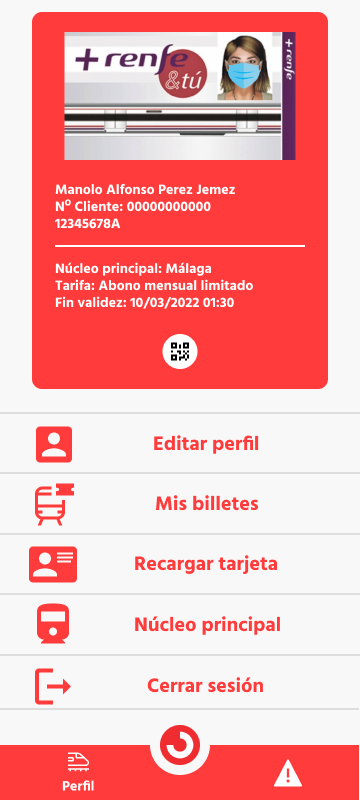 + renfe
&tú
+ renfe
Manolo Alfonso Perez Jemez
Nº Cliente: 00000000000
12345678A
Núcleo principal: Málaga
Tarifa: Abono mensual limitado
Fin validez: 10/03/2022 01:30
Editar perfil
Mis billetes
Recargar tarjeta
Núcleo principal
Cerrar sesión
Perfil